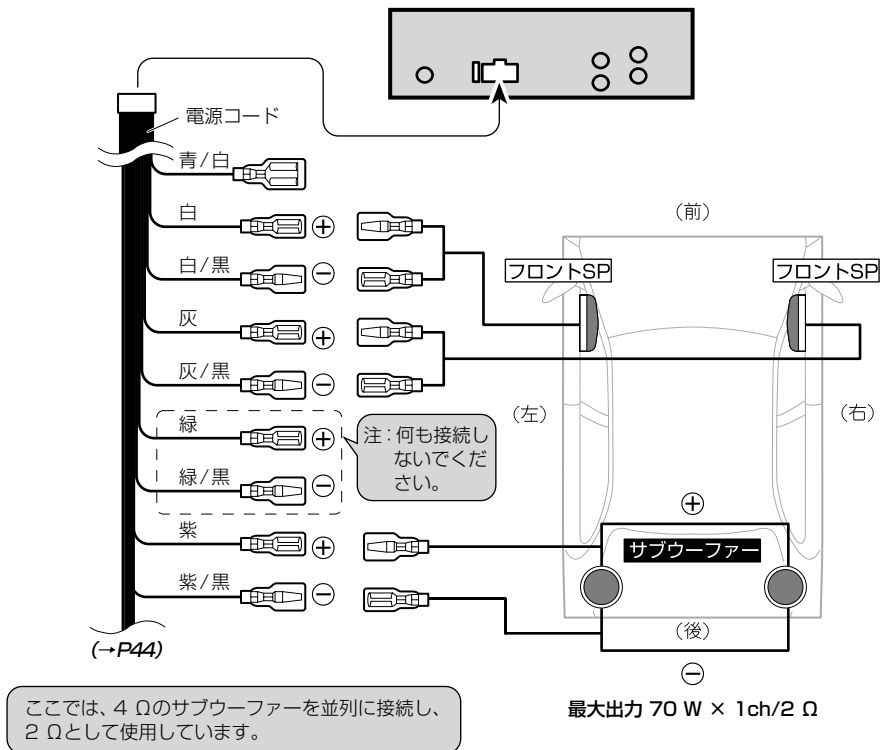 電源コード
青/白
白
⊕
白/黒
⊖
灰
⊕
灰/黒
⊖
緑
⊕
緑/黒
⊖
注：何も接続し
ないでくだ
さい。
紫
⊕
紫/黒
⊖
(→P44)
（前）
フロントSP
フロントSP
（左）
（右）
⊕
サブウーファー
（後）
⊖
最大出力 70 W × 1ch/2 Ω
ここでは、4 Ωのサブウーファーを並列に接続し、
2 Ωとして使用しています。